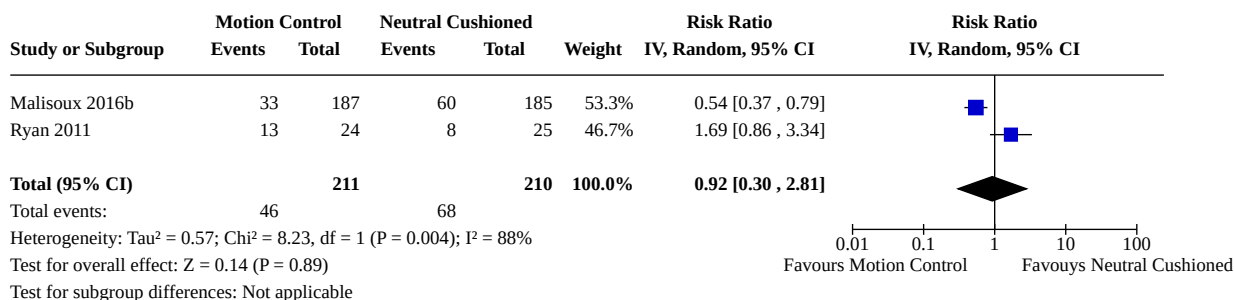 Motion Control Neutral Cushioned Risk Ratio Risk Ratio
Study or Subgroup Events Total Events Total Weight IV, Random, 95% CI IV, Random, 95% CI
Malisoux 2016b 33 187 60 185 53.3% 0.54 [0.37 , 0.79]
Ryan 2011 13 24 8 25 46.7% 1.69 [0.86 , 3.34]
Total (95% CI) 211 210 100.0% 0.92 [0.30 , 2.81]
Total events: 46 68
Heterogeneity: Tau² = 0.57; Chi² = 8.23, df = 1 (P = 0.004); I² = 88%
0.01 0.1 1 10 100
Test for overall effect: Z = 0.14 (P = 0.89) Favours Motion Control Favouys Neutral Cushioned
Test for subgroup differences: Not applicable